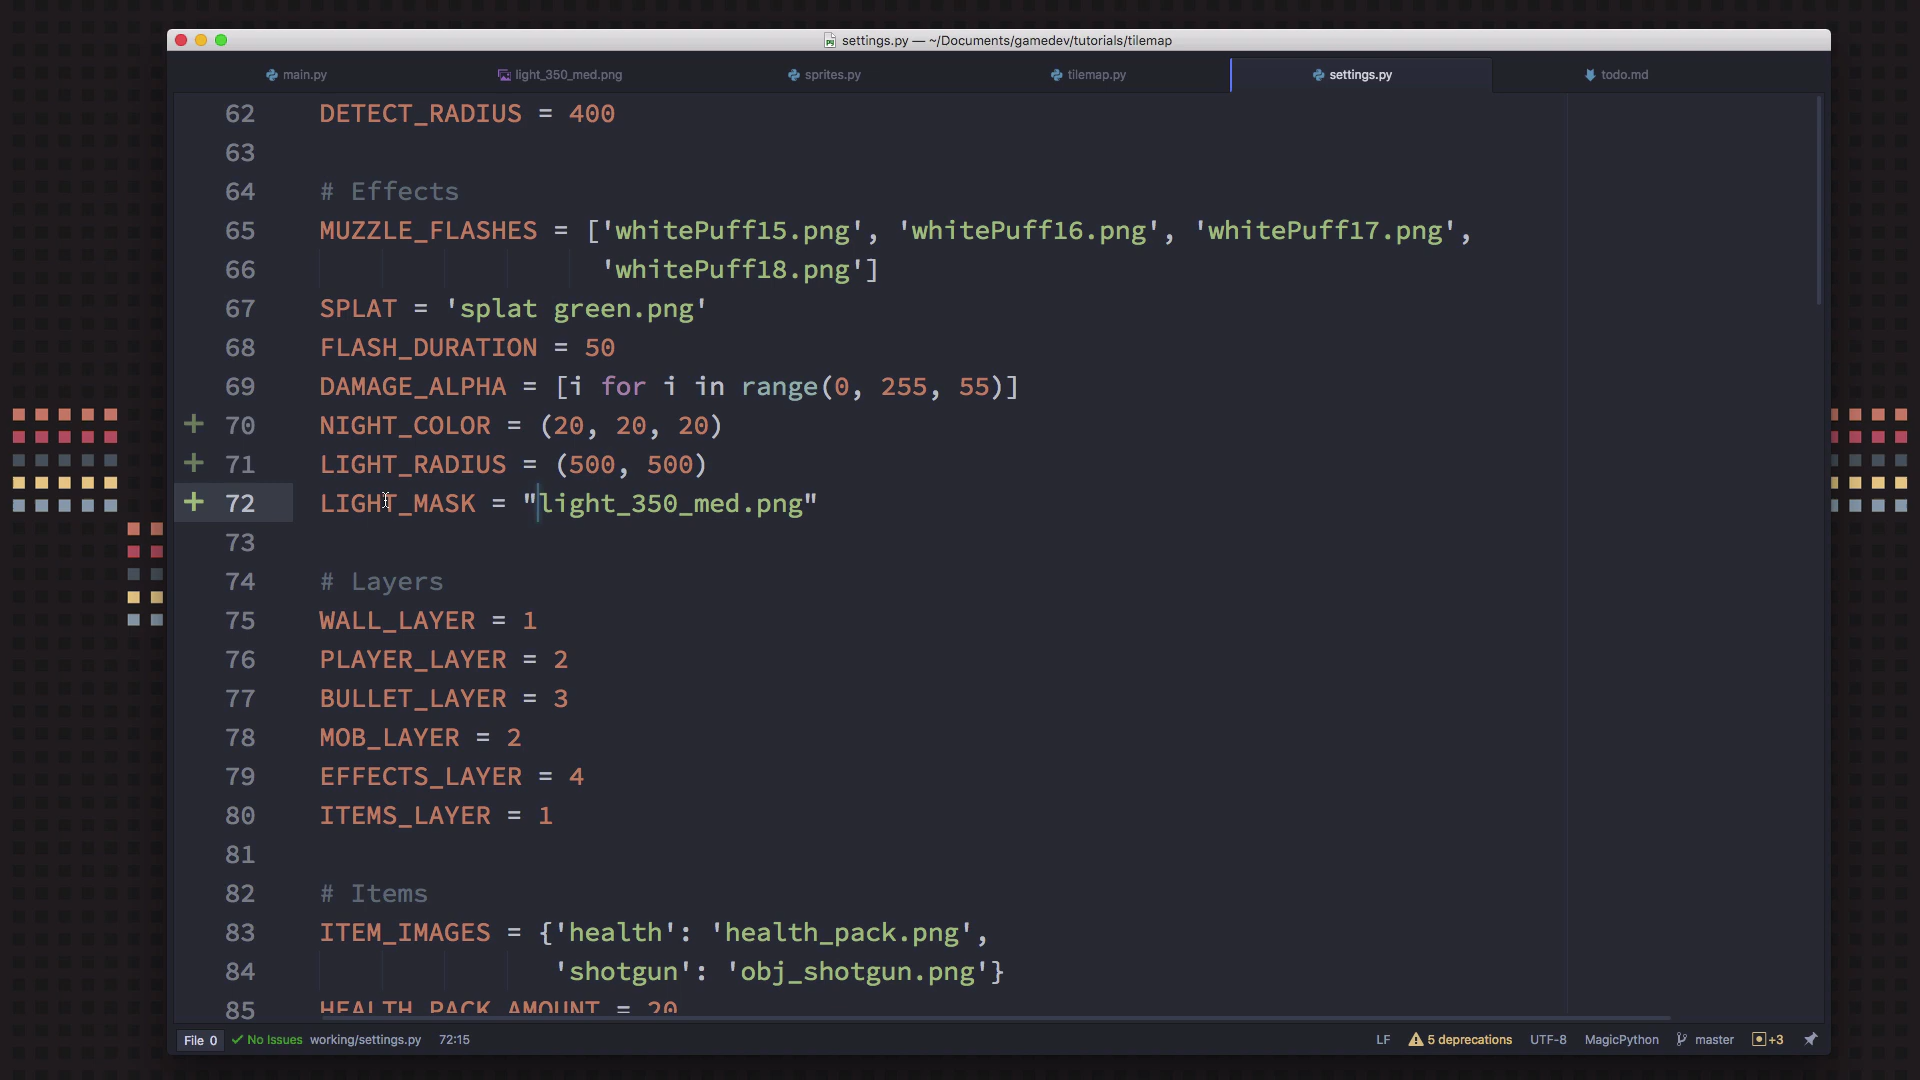 settings.py — ~/Documents/gamedev/tutorials/tilemap
main.py light_350_med.png sprites.py tilemap.py settings.py todo.md
62 DETECT_RADIUS = 400
63
64 # Effects
65 MUZZLE_FLASHES = ['whitePuff15.png', 'whitePuff16.png', 'whitePuff17.png',
66 'whitePuff18.png']
67 SPLAT = 'splat green.png'
68 FLASH_DURATION = 50
69 DAMAGE_ALPHA = [i for i in range(0, 255, 55)]
+ 70 NIGHT_COLOR = (20, 20, 20)
+ 71 LIGHT_RADIUS = (500, 500)
+ 72 LIGHT_MASK = "light_350_med.png"
73
74 # Layers
75 WALL_LAYER = 1
76 PLAYER_LAYER = 2
77 BULLET_LAYER = 3
78 MOB_LAYER = 2
79 EFFECTS_LAYER = 4
80 ITEMS_LAYER = 1
81
82 # Items
83 ITEM_IMAGES = {'health': 'health_pack.png',
84 'shotgun': 'obj_shotgun.png'}
85 HEALTH_PACK_AMOUNT = 20
File 0 No Issues working/settings.py 72:15 LF 5 deprecations UTF-8 MagicPython master +3